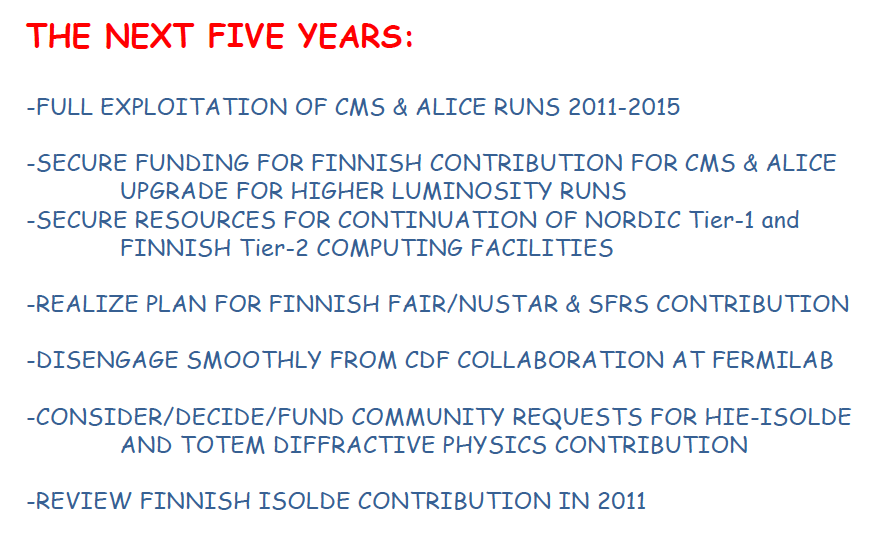 THE NEXT FIVE YEARS:
-FULL EXPLOITATION OF CMS & ALICE RUNS 2011-2015
-SECURE FUNDING FOR FINNISH CONTRIBUTION FOR CMS & ALICE
UPGRADE FOR HIGHER LUMINOSITY RUNS
-SECURE RESOURCES FOR CONTINUATION OF NORDIC Tier-1 and
FINNISH Tier-2 COMPUTING FACILITIES
-REALIZE PLAN FOR FINNISH FAIR/NUSTAR & SFRS CONTRIBUTION
-DISENGAGE SMOOTHLY FROM CDF COLLABORATION AT FERMILAB
-CONSIDER/DECIDE/FUND COMMUNITY REQUESTS FOR HIE-ISOLDE
AND TOTEM DIFFRACTIVE PHYSICS CONTRIBUTION
-REVIEW FINNISH ISOLDE CONTRIBUTION IN 2011